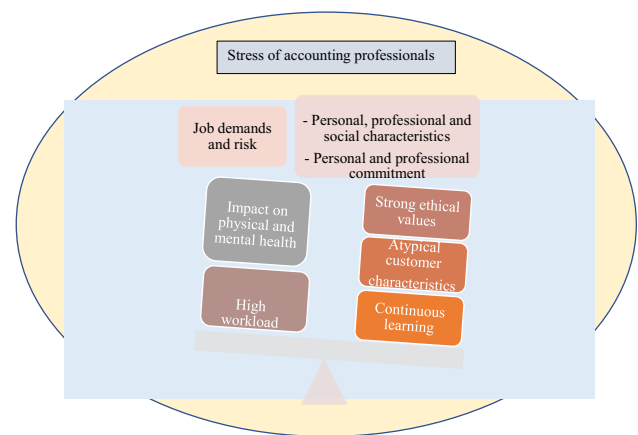 Stress of accounting professionals
Job demands
and risk
- Personal, professional and
social characteristics
- Personal and professional
commitment
Impact on
physical and
mental health
High
workload
Strong ethical
values
Atypical
customer
characteristics
Continuous
learning